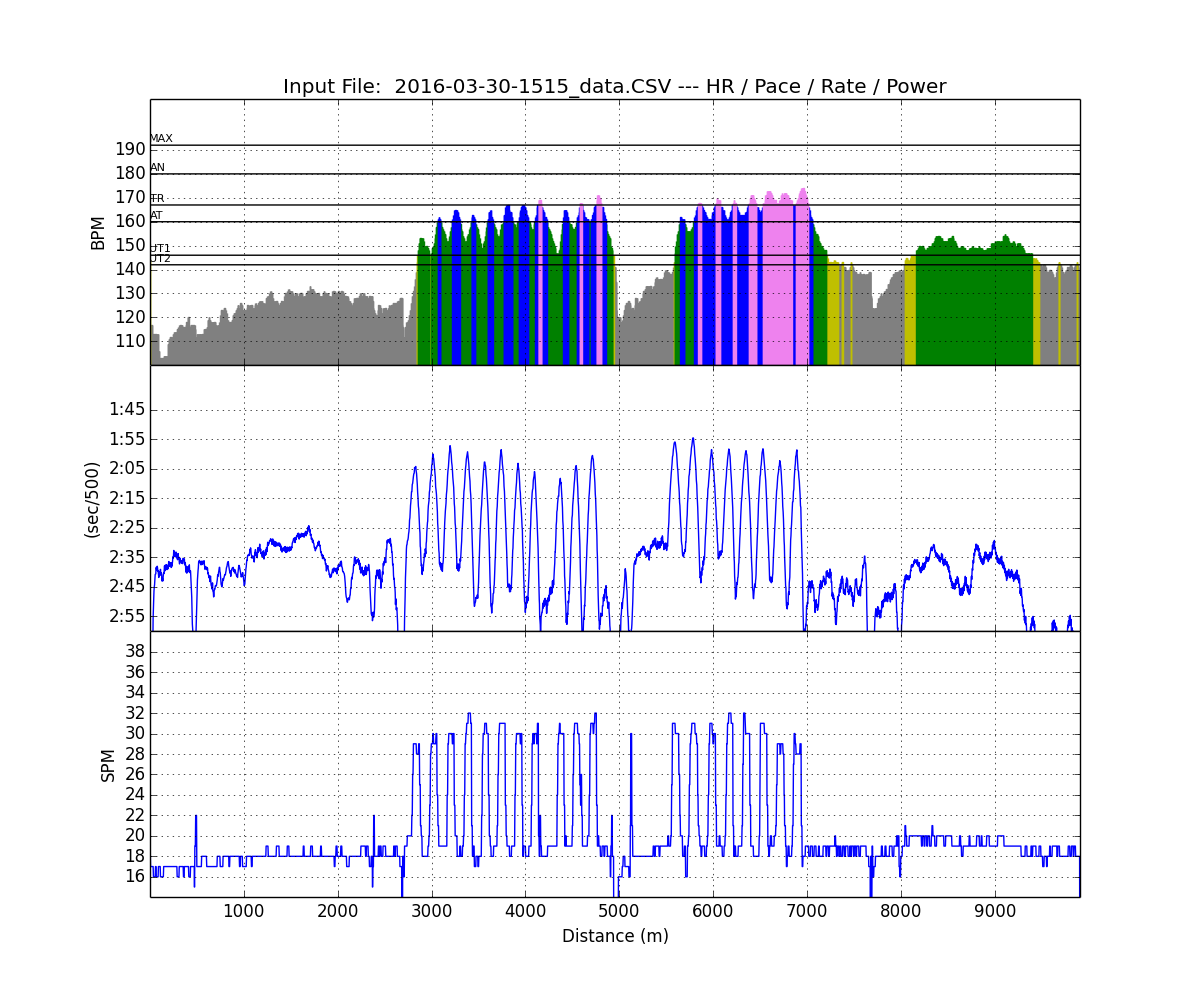 Input File:  2016-03-30-1515_data.CSV --- HR / Pace / Rate / Power
BPM
190
180
170
160
150
140
130
120
110
MAX
AN
TR
AT
UT1
UT2
(sec/500)
1:45
1:55
2:05
2:15
2:25
2:35
2:45
2:55
SPM
38
36
34
32
30
28
26
24
22
20
18
16
1000 2000 3000 4000 5000 6000 7000 8000 9000
Distance (m)